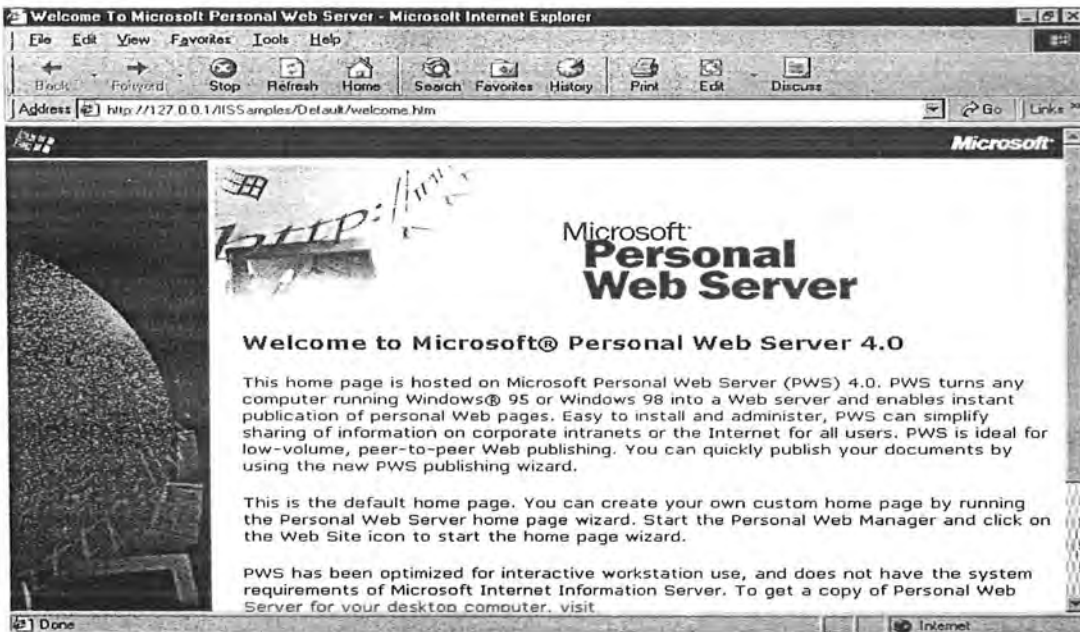 Welcome To Microsoft Personal Web Server - Microsoft Internet Explorer
File Edit View Favorites Tools Help
Back Forward Stop Refresh Home Search Favorites History Print Edit Discuss
Address http://127.0.0.1/IISSamples/Default/welcome.htm Go Links »
Microsoft
http://
Microsoft
Personal
Web Server
Welcome to Microsoft® Personal Web Server 4.0
This home page is hosted on Microsoft Personal Web Server (PWS) 4.0. PWS turns any
computer running Windows® 95 or Windows 98 into a Web server and enables instant
publication of personal Web pages. Easy to install and administer, PWS can simplify
sharing of information on corporate intranets or the Internet for all users. PWS is ideal for
low-volume, peer-to-peer Web publishing. You can quickly publish your documents by
using the new PWS publishing wizard.
This is the default home page. You can create your own custom home page by running
the Personal Web Server home page wizard. Start the Personal Web Manager and click on
the Web Site icon to start the home page wizard.
PWS has been optimized for interactive workstation use, and does not have the system
requirements of Microsoft Internet Information Server. To get a copy of Personal Web
Server for your desktop computer, visit
Done Internet